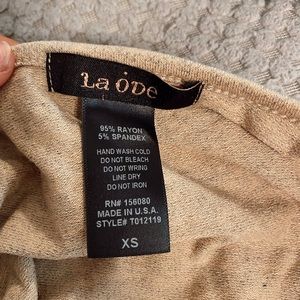 La ÖDe
95% RAYON
5% SPANDEX
HAND WASH COLD
DO NOT BLEACH
DO NOT WRING
LINE DRY
DO NOT IRON
RN# 156080
MADE IN U.S.A.
STYLE# T012119
XS